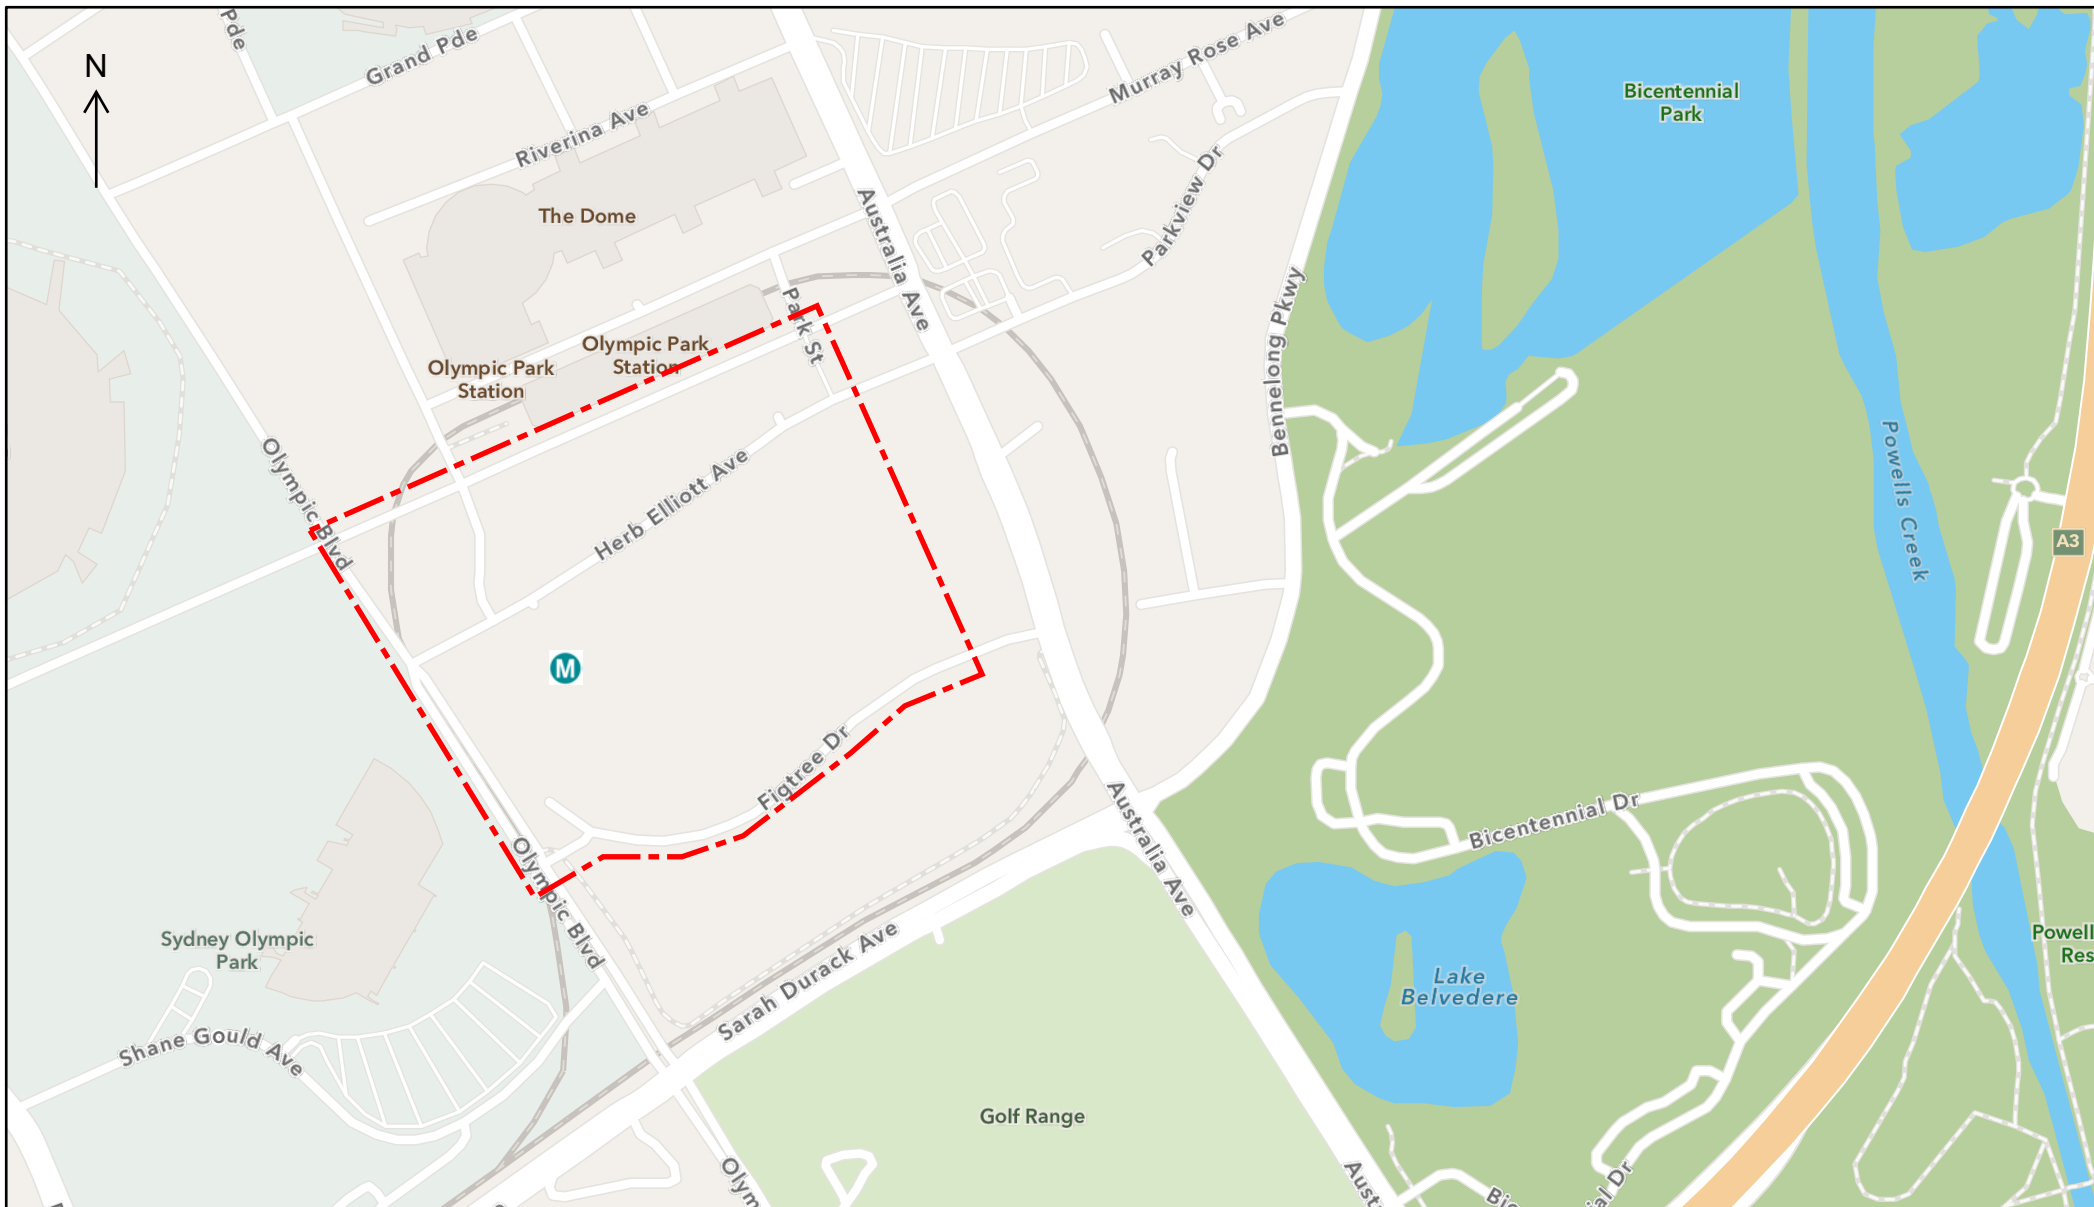 N
Pde
Grand Pde
Riverina Ave
Murray Rose Ave
Bicentennial
Park
The Dome
Australia Ave
Parkview Dr
Park St
Olympic Park
Station
Olympic Park
Station
Bennelong Pkwy
Olympic Blvd
Herb Elliott Ave
Powells Creek
A3
M
Figtree Dr
Bicentennial Dr
Australia Ave
Olympic Blvd
Sydney Olympic
Park
Sarah Durack Ave
Powell
Res
Lake
Belvedere
Shane Gould Ave
Golf Range
Olym
Aust
Bic
ial Dr